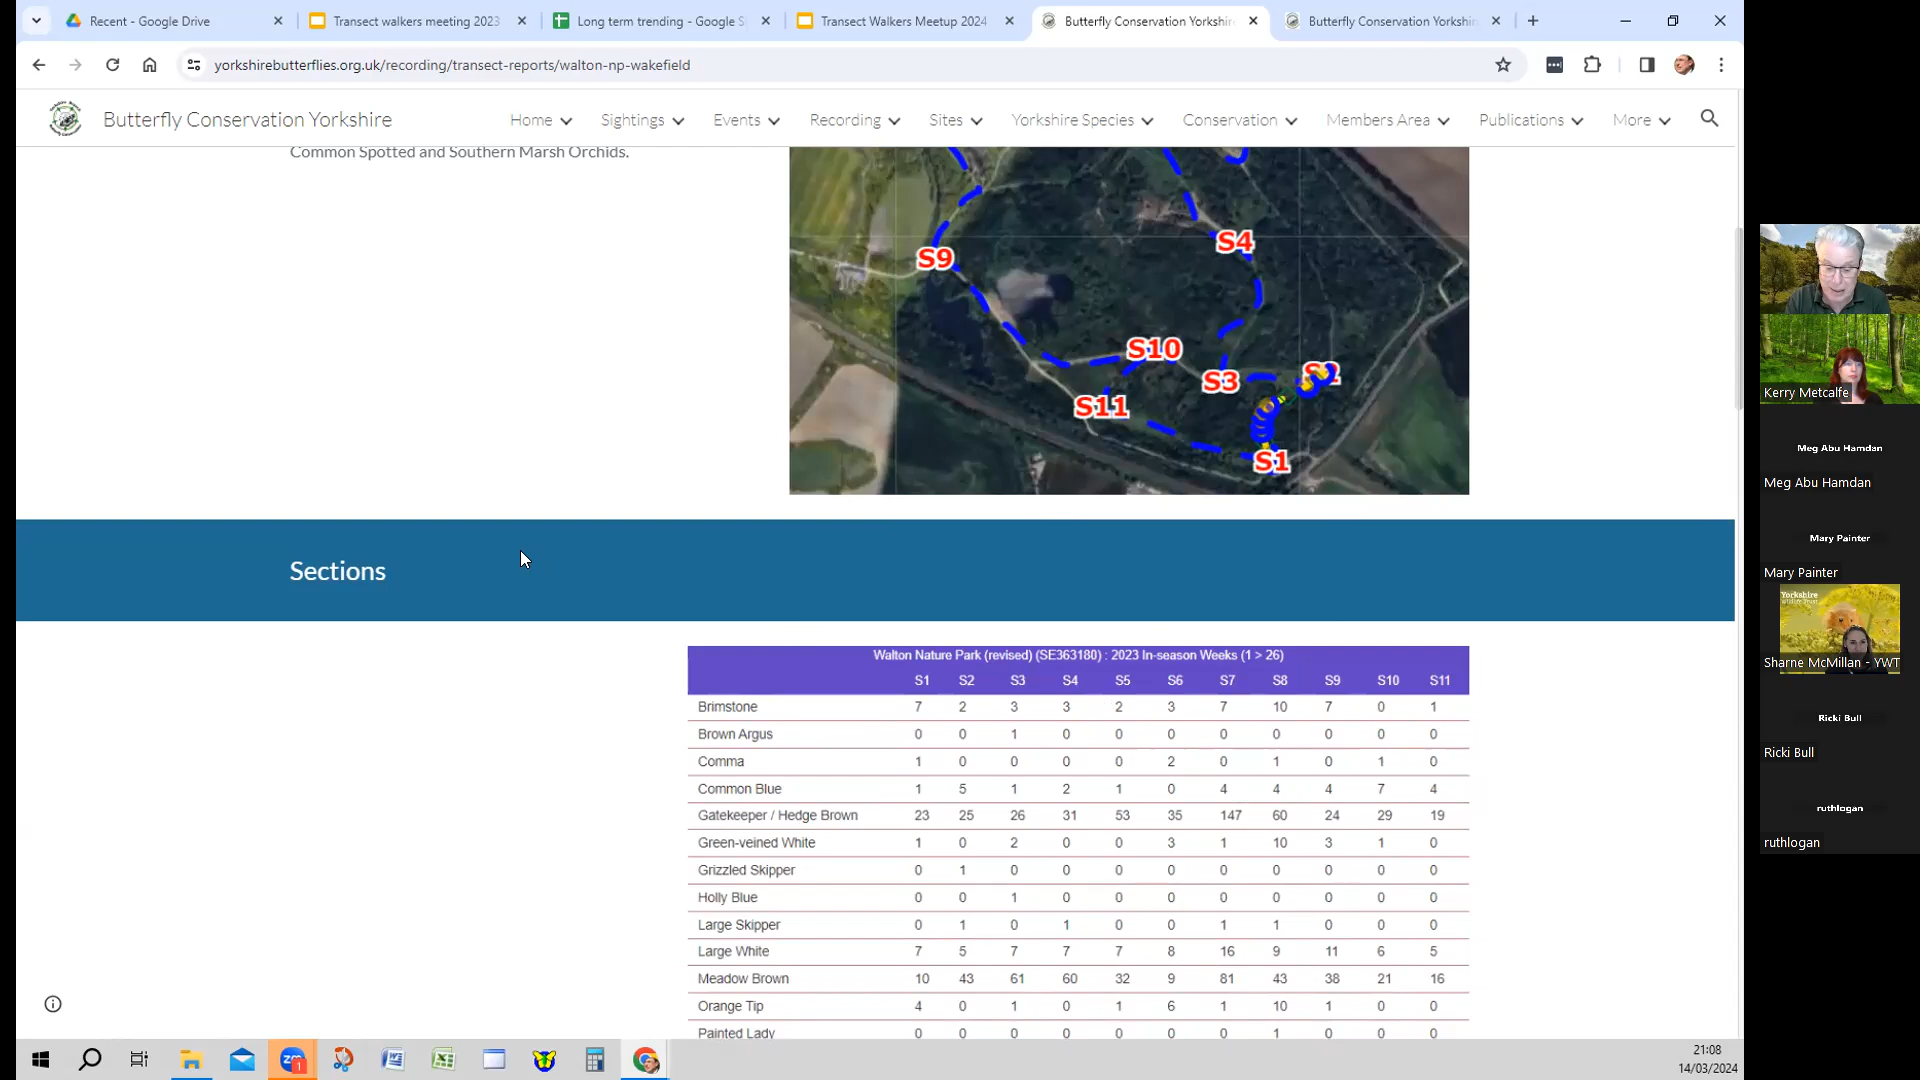 Recent - Google Drive
Transect walkers meeting 2023
Long term trending - Google S
Transect Walkers Meetup 2024
Butterfly Conservation Yorkshir
Butterfly Conservation Yorkshir
yorkshirebutterflies.org.uk/recording/transect-reports/walton-np-wakefield
Butterfly Conservation Yorkshire
Home
Sightings
Events
Recording
Sites
Yorkshire Species
Conservation
Members Area
Publications
More
Common Spotted and Southern Marsh Orchids.
S4
S9
S10
S3
S11
S1
Sections
Walton Nature Park (revised) (SE363180) : 2023 In-season Weeks (1 > 26)
S1 S2 S3 S4 S5 S6 S7 S8 S9 S10 S11
Brimstone 7 2 3 3 2 3 7 10 7 0 1
Brown Argus 0 0 1 0 0 0 0 0 0 0 0
Comma 1 0 0 0 0 2 0 1 0 1 0
Common Blue 1 5 1 2 1 0 4 4 4 7 4
Gatekeeper / Hedge Brown 23 25 26 31 53 35 147 60 24 29 19
Green-veined White 1 0 2 0 0 3 1 10 3 1 0
Grizzled Skipper 0 1 0 0 0 0 0 0 0 0 0
Holly Blue 0 0 1 0 0 0 0 0 0 0 0
Large Skipper 0 1 0 1 0 0 1 1 0 0 0
Large White 7 5 7 7 7 8 16 9 11 6 5
Meadow Brown 10 43 61 60 32 9 81 43 38 21 16
Orange Tip 4 0 1 0 1 6 1 10 1 0 0
Painted Lady 0 0 0 0 0 0 0 1 0 0 0
21:08
14/03/2024
Kerry Metcalfe
Meg Abu Hamdan
Meg Abu Hamdan
Mary Painter
Mary Painter
Yorkshire
Sharne McMillan - YWT
Ricki Bull
Ricki Bull
ruthlogan
ruthlogan